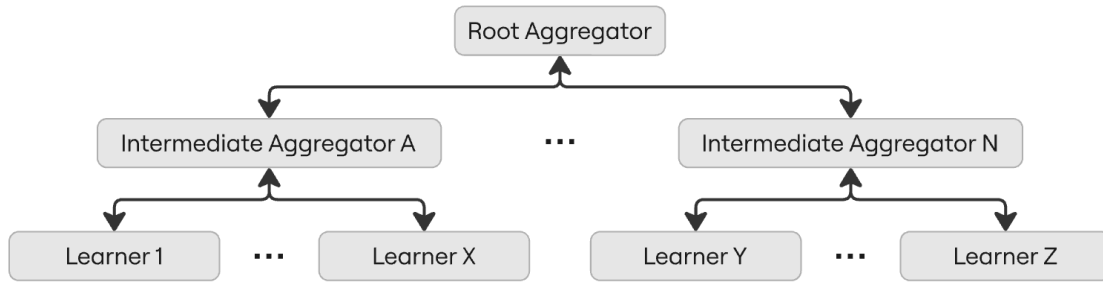 Root Aggregator
Intermediate Aggregator A
...
Intermediate Aggregator N
Learner 1
...
Learner X
Learner Y
...
Learner Z